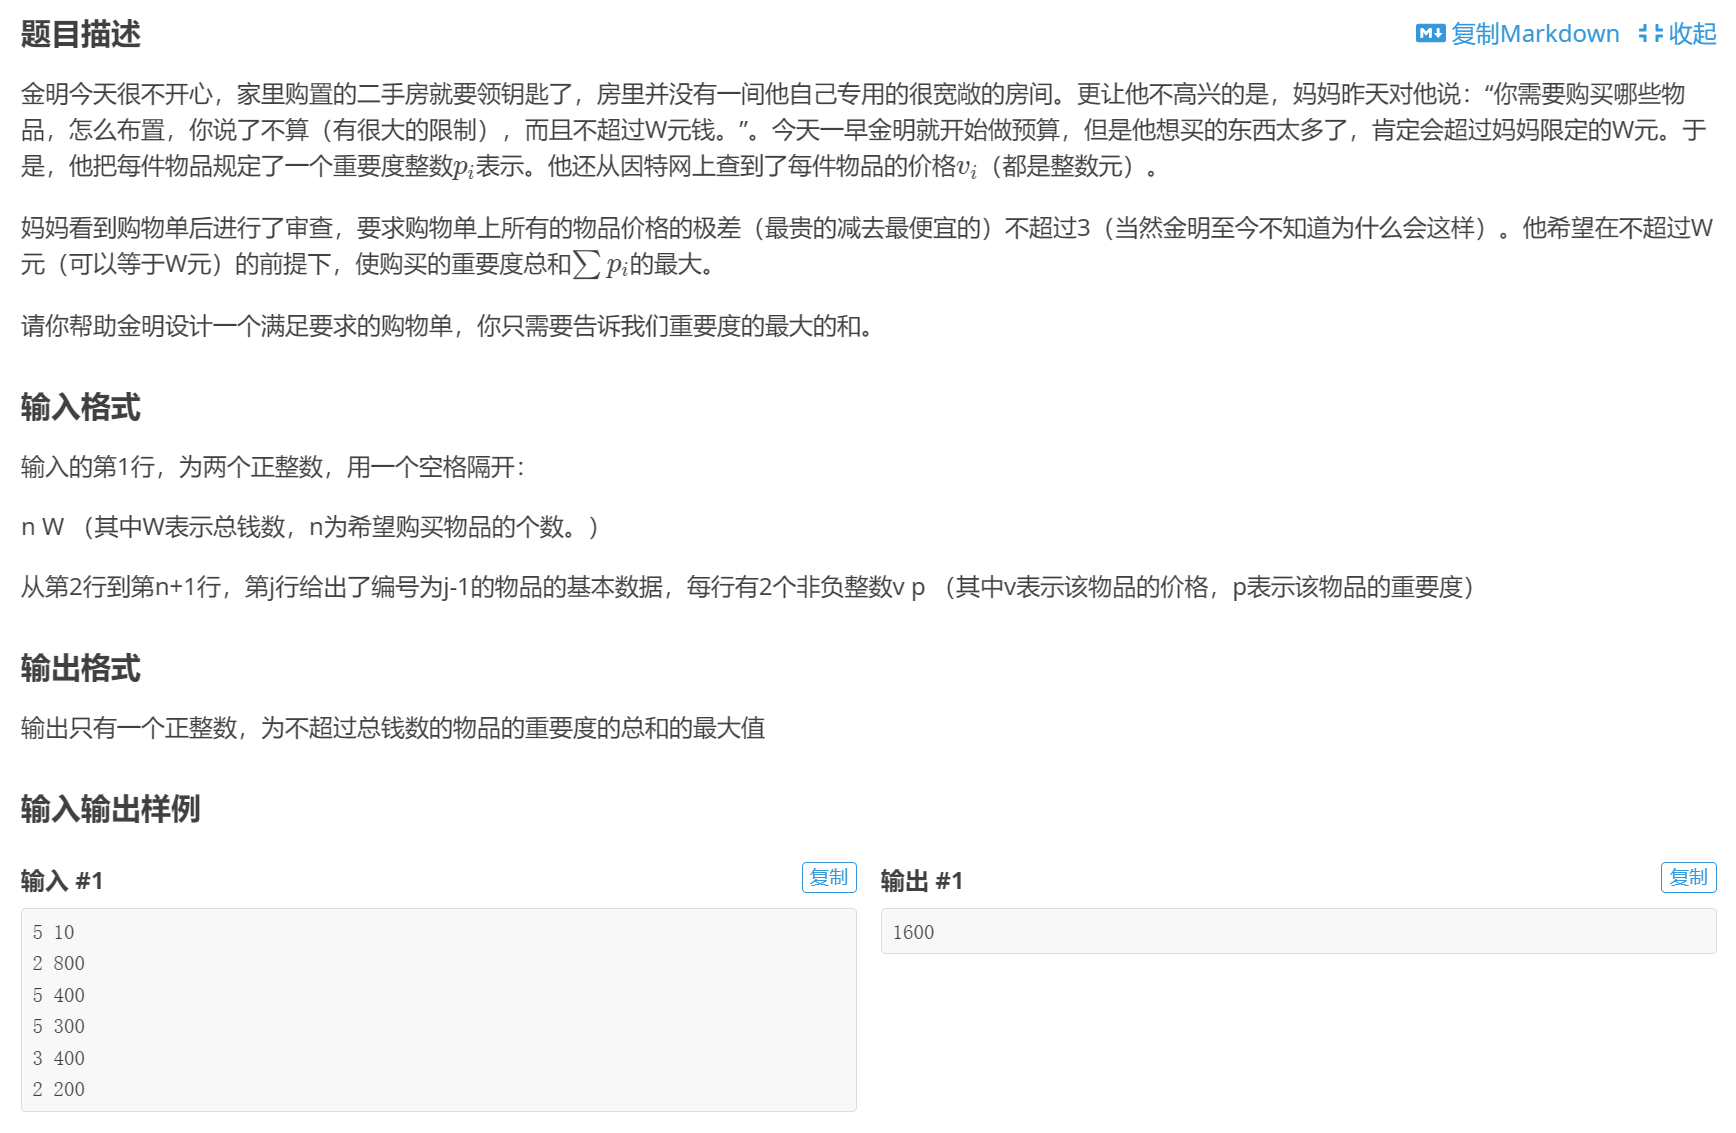 题目描述
复制Markdown 收起
金明今天很不开心，家里购置的二手房就要领钥匙了，房里并没有一间他自己专用的很宽敞的房间。更让他不高兴的是，妈妈昨天对他说：“你需要购买哪些物
品，怎么布置，你说了不算（有很大的限制），而且不超过W元钱。”。今天一早金明就开始做预算，但是他想买的东西太多了，肯定会超过妈妈限定的W元。于
是，他把每件物品规定了一个重要度整数p_i表示。他还从因特网上查到了每件物品的价格v_i（都是整数元）。
妈妈看到购物单后进行了审查，要求购物单上所有的物品价格的极差（最贵的减去最便宜的）不超过3（当然金明至今不知道为什么会这样）。他希望在不超过W
元（可以等于W元）的前提下，使购买的重要度总和∑p_i的最大。
请你帮助金明设计一个满足要求的购物单，你只需要告诉我们重要度的最大的和。
输入格式
输入的第1行，为两个正整数，用一个空格隔开：
n W （其中W表示总钱数，n为希望购买物品的个数。）
从第2行到第n+1行，第j行给出了编号为j-1的物品的基本数据，每行有2个非负整数v p （其中v表示该物品的价格，p表示该物品的重要度）
输出格式
输出只有一个正整数，为不超过总钱数的物品的重要度的总和的最大值
输入输出样例
输入 #1
复制
5 10
2 800
5 400
5 300
3 400
2 200
输出 #1
复制
1600